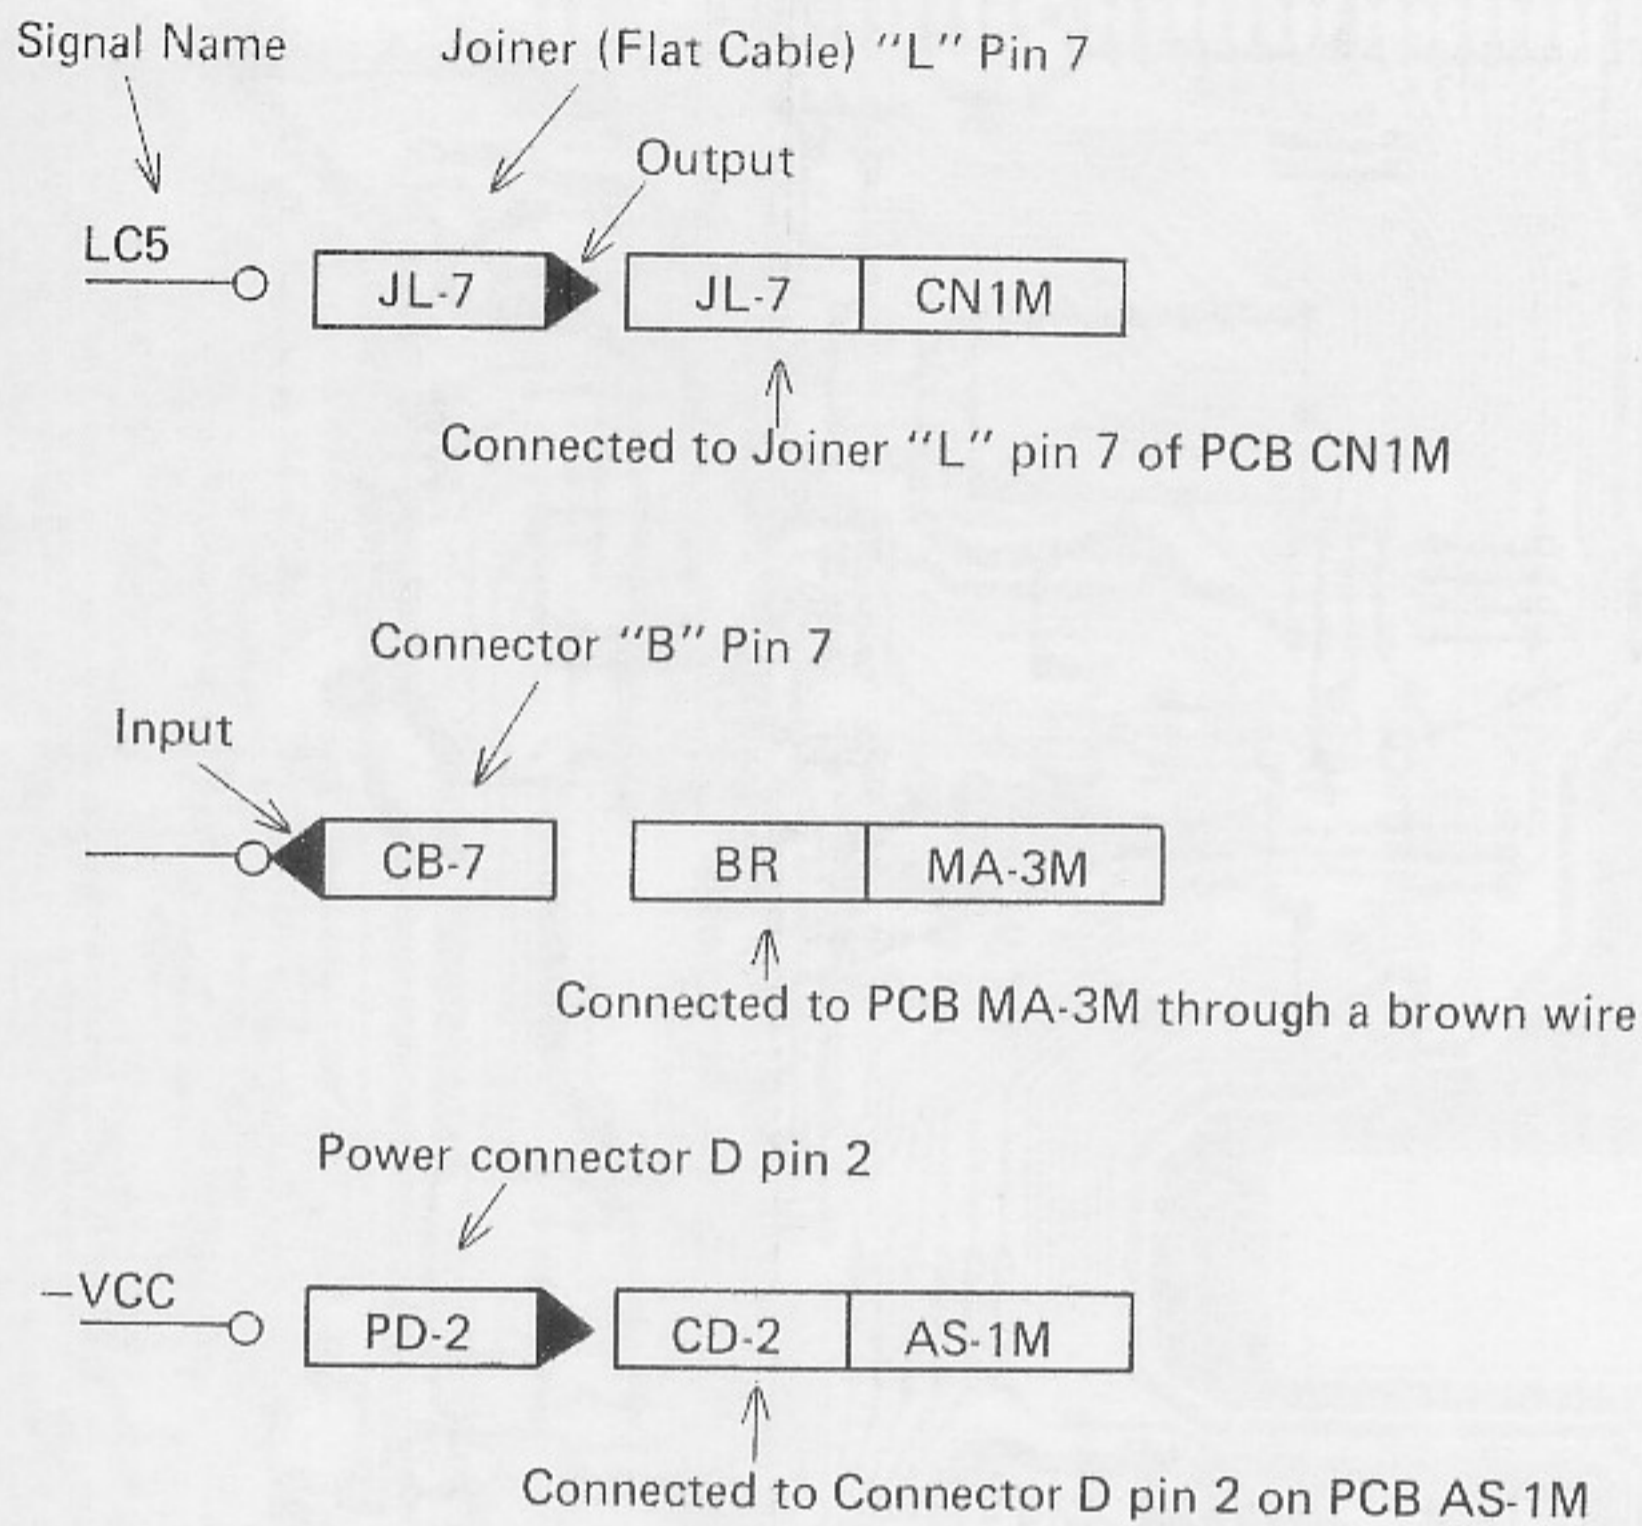 Signal Name
Joiner (Flat Cable) "L" Pin 7
Output
LC5
JL-7
JL-7
CN1M
Connected to Joiner "L" pin 7 of PCB CN1M
Connector "B" Pin 7
Input
CB-7
BR
MA-3M
Connected to PCB MA-3M through a brown wire
Power connector D pin 2
–VCC
PD-2
CD-2
AS-1M
Connected to Connector D pin 2 on PCB AS-1M